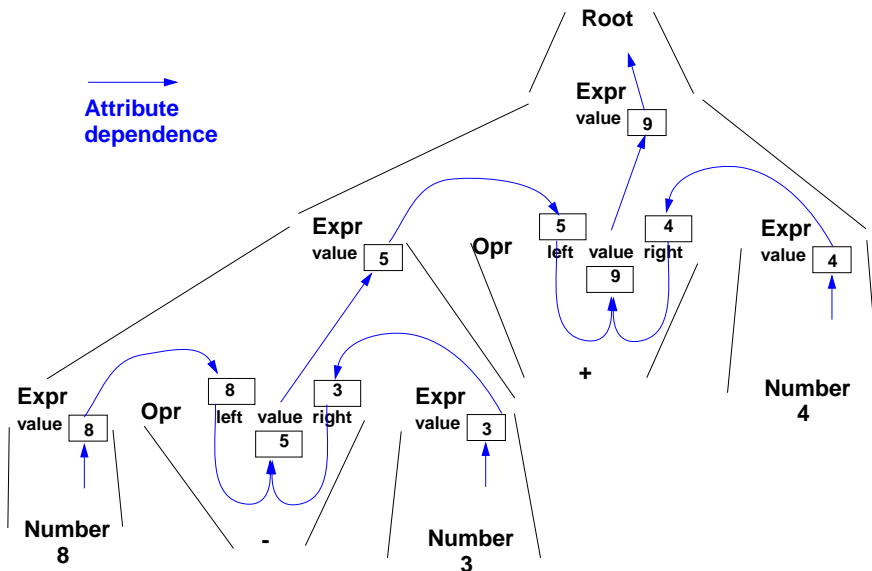 Root
Attribute
dependence
Expr
value
9
Expr
value
5
Opr
5
left
value
9
4
right
Expr
value
4
+
Number
4
Expr
value
8
Opr
8
left
value
5
3
right
Expr
value
3
Number
8
-
Number
3